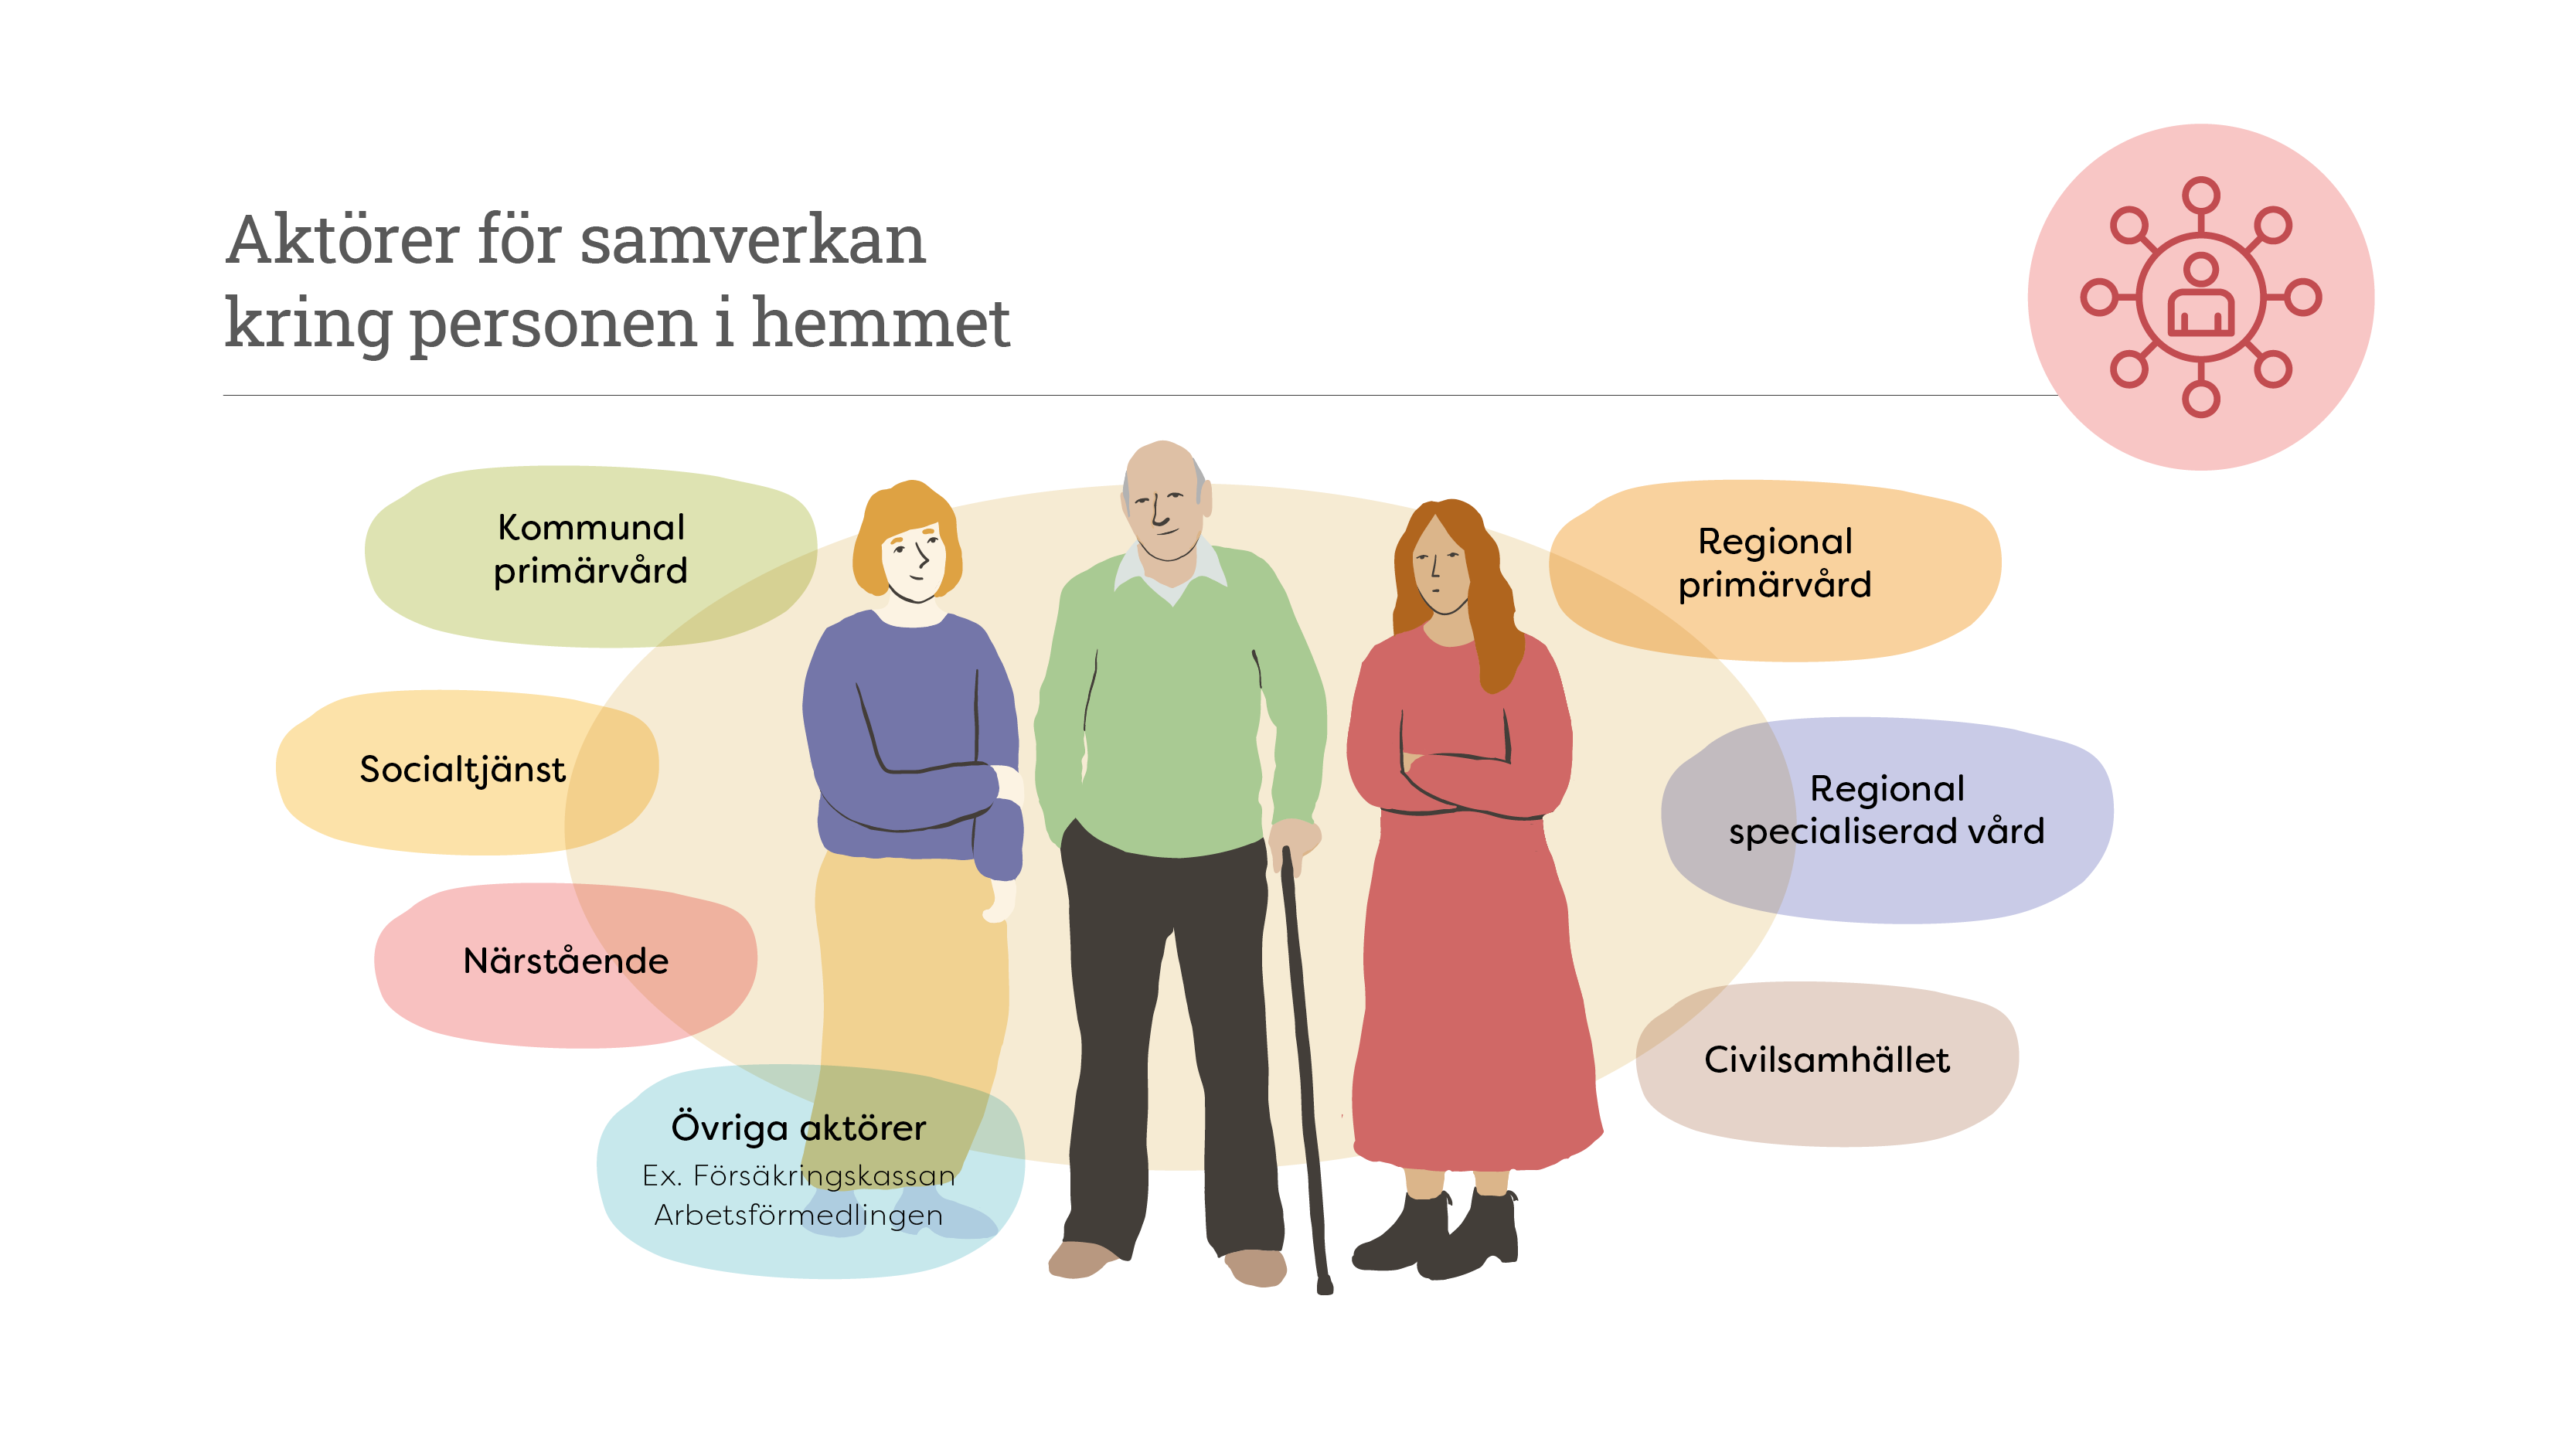 Aktörer för samverkan
kring personen i hemmet
Kommunal
primärvård
Socialtjänst
Närstående
Övriga aktörer
Ex. Försäkringskassan
Arbetsförmedlingen
Regional
primärvård
Regional
specialiserad vård
Civilsamhället